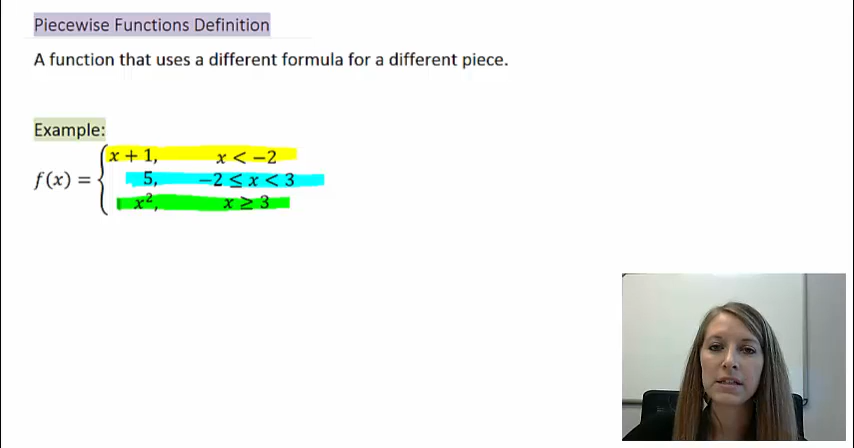 Piecewise Functions Definition
A function that uses a different formula for a different piece.
Example:
x + 1, x < −2
f(x) = { 5, −2 ≤ x < 3
x², x ≥ 3